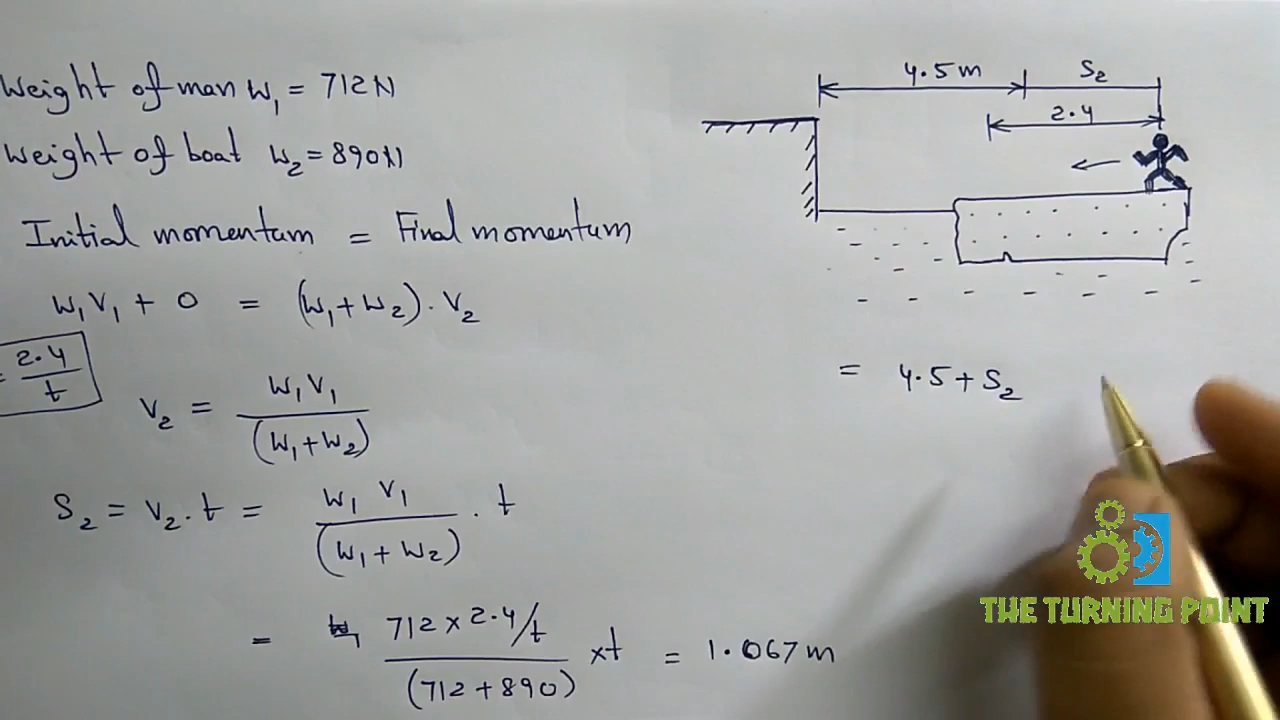 Weight of man W₁ = 712N
Weight of boat W₂ = 890N
Initial momentum = Final momentum
W₁V₁ + 0 = (W₁+W₂).V₂
= 2.4/t
V₂ = W₁V₁/(W₁+W₂)
S₂ = V₂.t = W₁ V₁/(W₁+W₂) . t
= 712 x 2.4/t/(712+890) xt = 1.067 m
4.5m
S₂
2.4
= 4.5+S₂
THE TURNING POINT